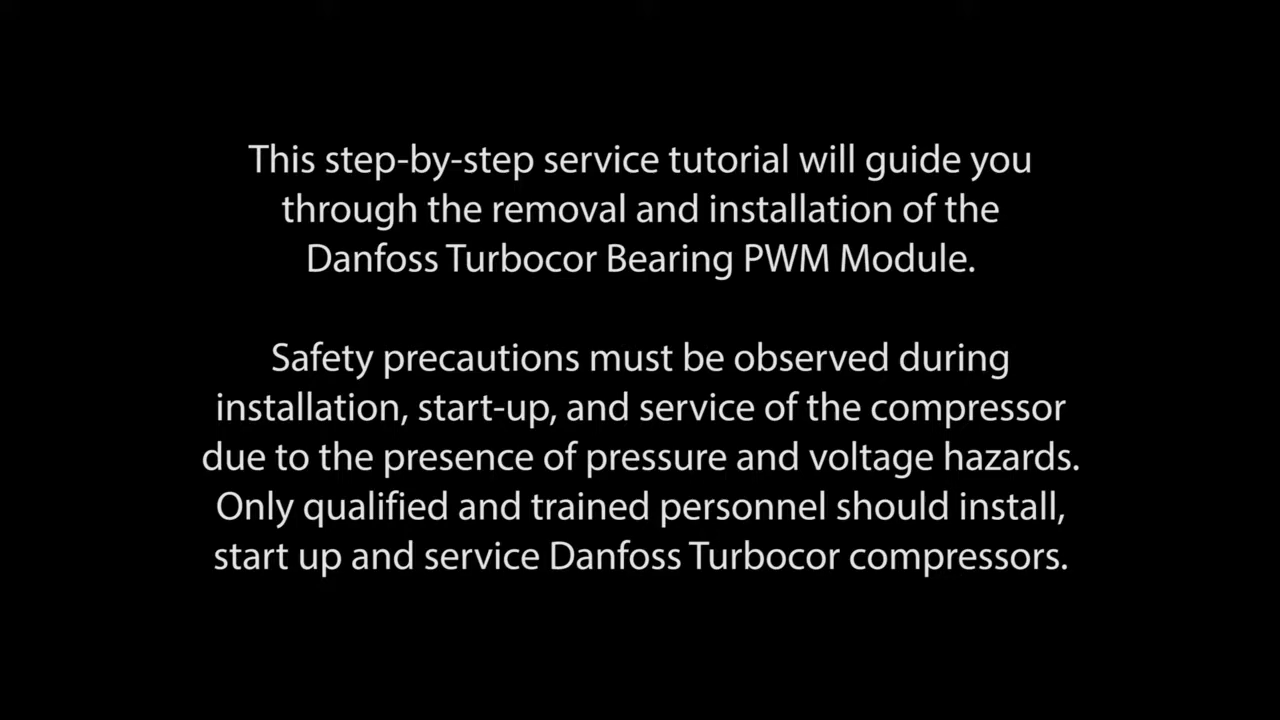 This step-by-step service tutorial will guide you
through the removal and installation of the
Danfoss Turbocor Bearing PWM Module.
Safety precautions must be observed during
installation, start-up, and service of the compressor
due to the presence of pressure and voltage hazards.
Only qualified and trained personnel should install,
start up and service Danfoss Turbocor compressors.